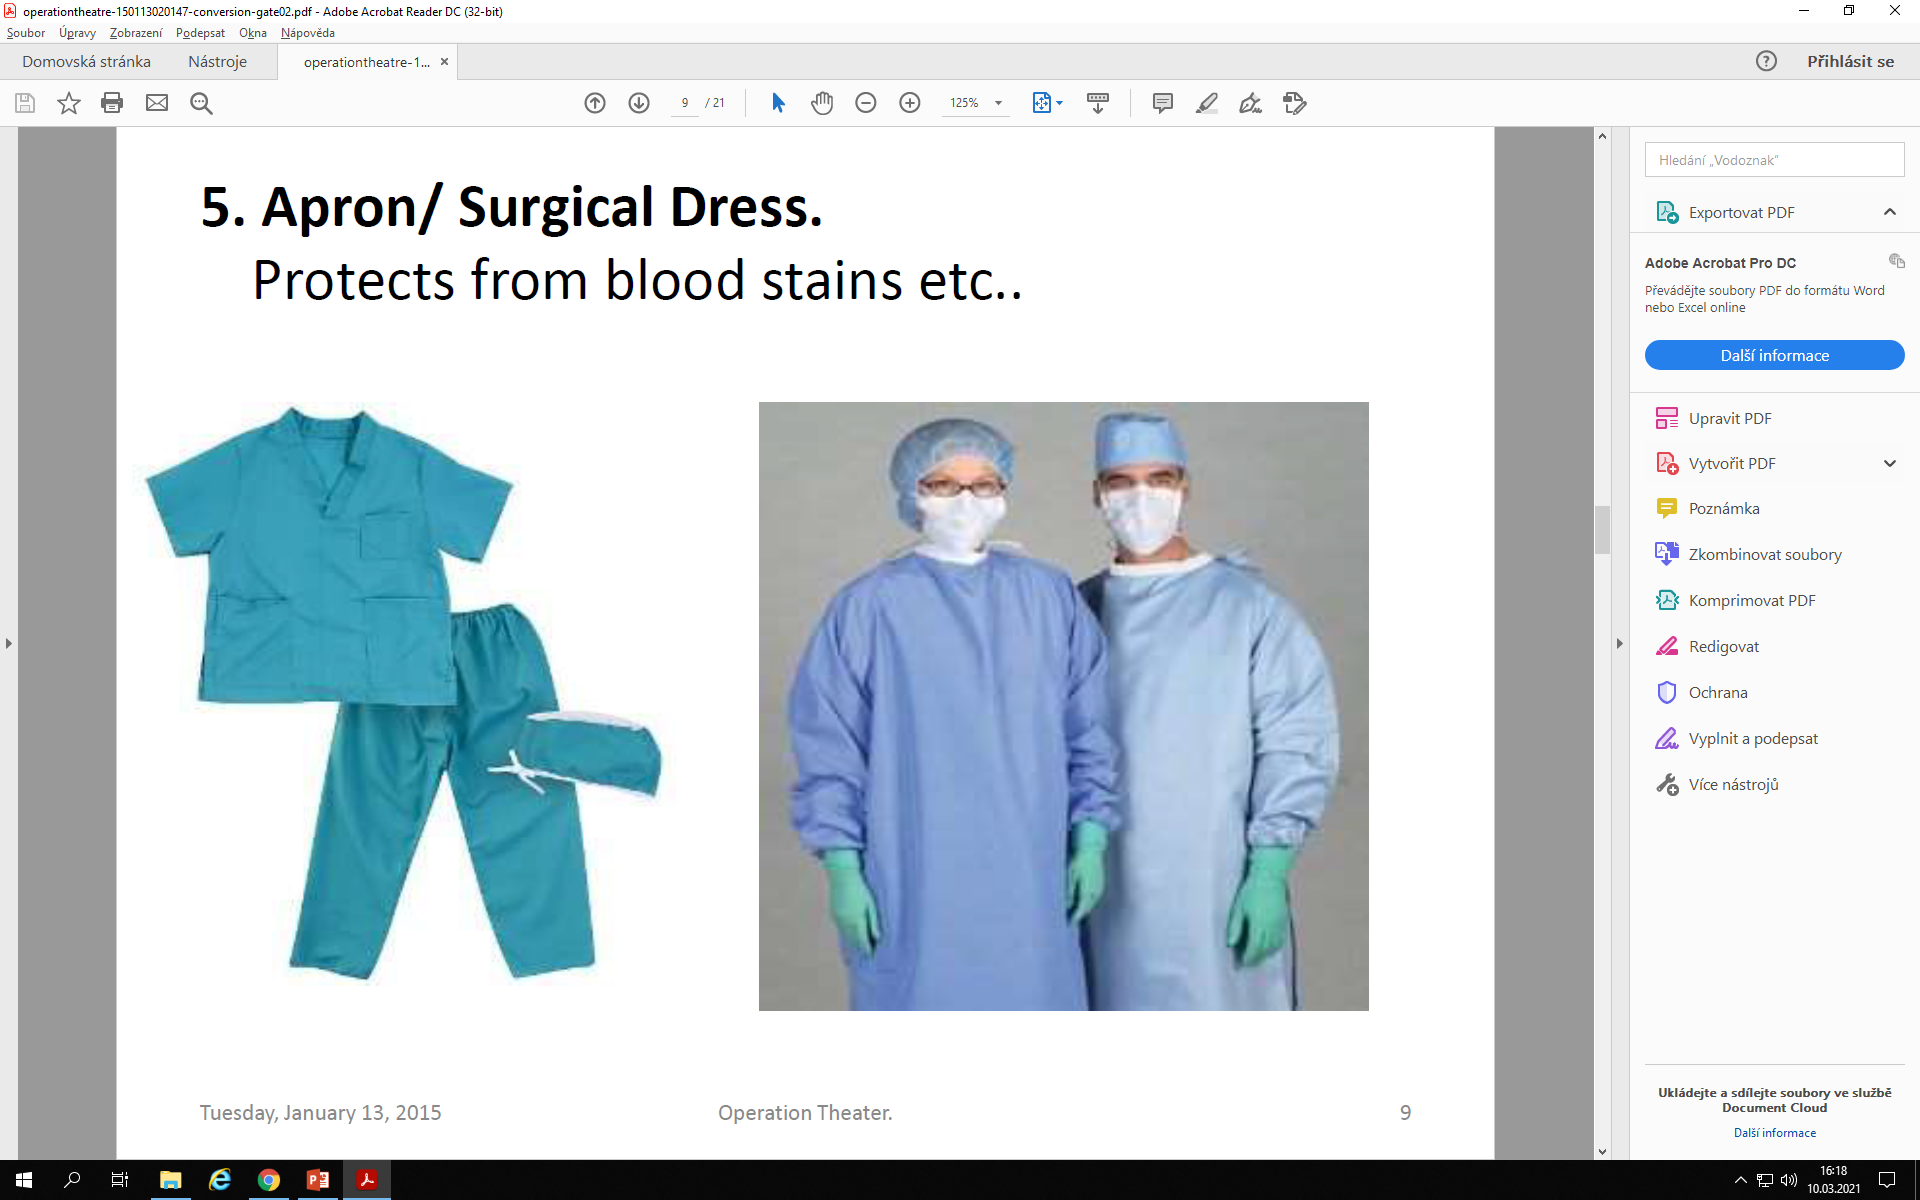 operationtheatre-150113020147-conversion-gate02.pdf - Adobe Acrobat Reader DC (32-bit)
Soubor Úpravy Zobrazení Podepsat Okna Nápověda
Domovská stránka Nástroje operationtheatre-1... Přihlásit se
9 / 21 125%
5. Apron/ Surgical Dress.
Protects from blood stains etc..
Tuesday, January 13, 2015 Operation Theater. 9
Hledání „Vodoznak“
Exportovat PDF
Adobe Acrobat Pro DC
Převádějte soubory PDF do formátu Word
nebo Excel online
Další informace
Upravit PDF
Vytvořit PDF
Poznámka
Zkombinovat soubory
Komprimovat PDF
Redigovat
Ochrana
Vyplnit a podepsat
Více nástrojů
Ukládejte a sdílejte soubory ve službě
Document Cloud
Další informace
16:18
10.03.2021